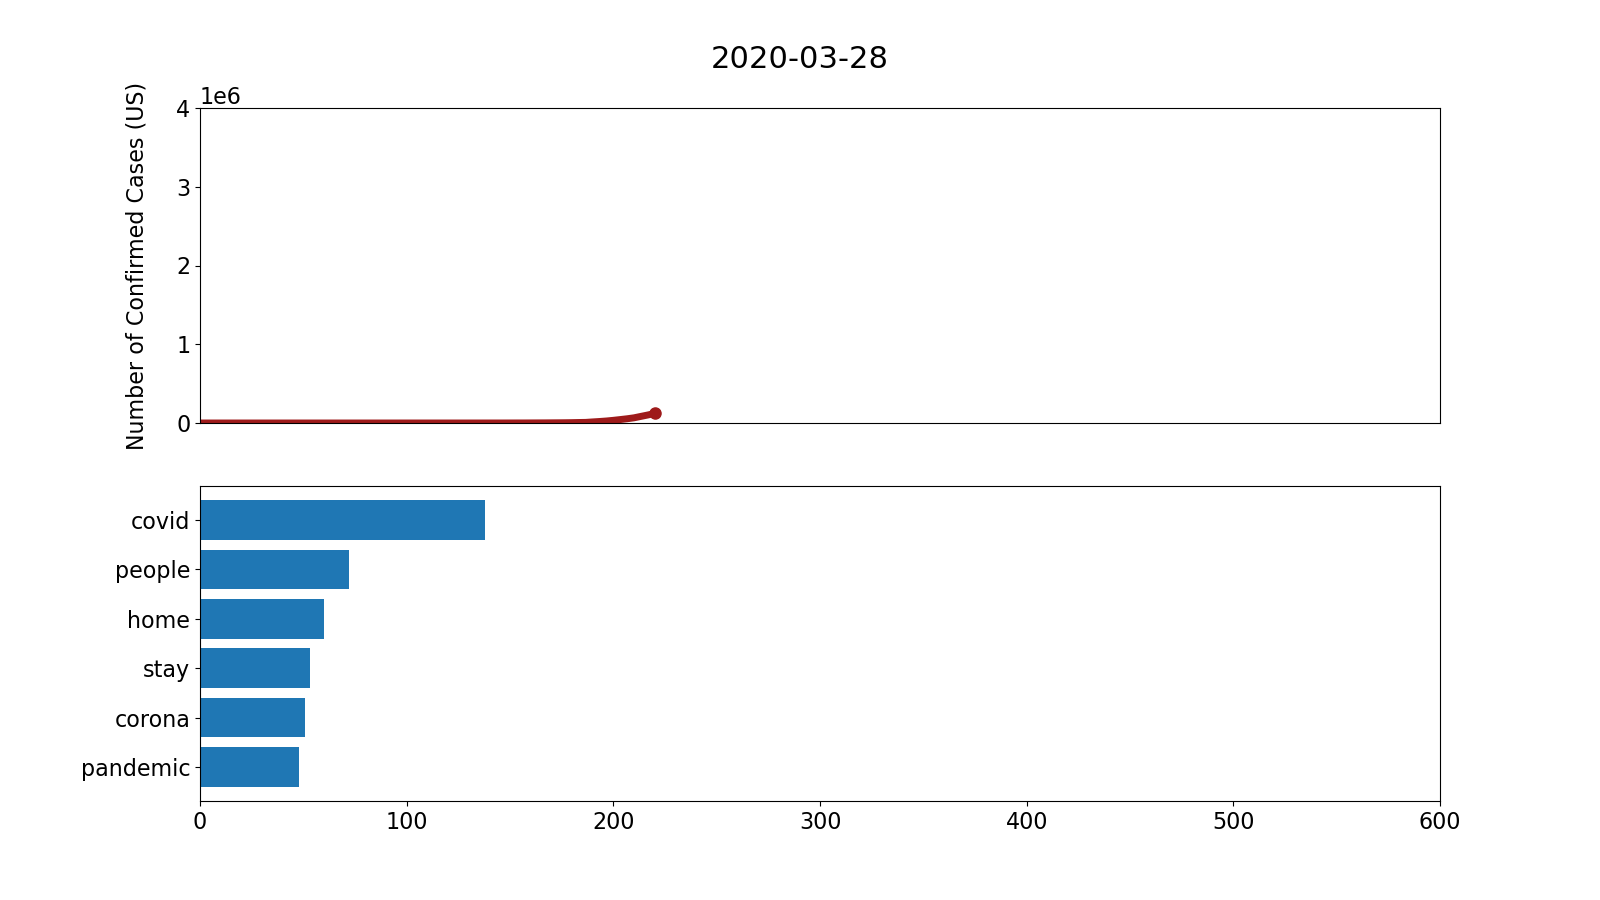 2020-03-28
1e6
Number of Confirmed Cases (US)
4
3
2
1
0
covid
people
home
stay
corona
pandemic
0 100 200 300 400 500 600